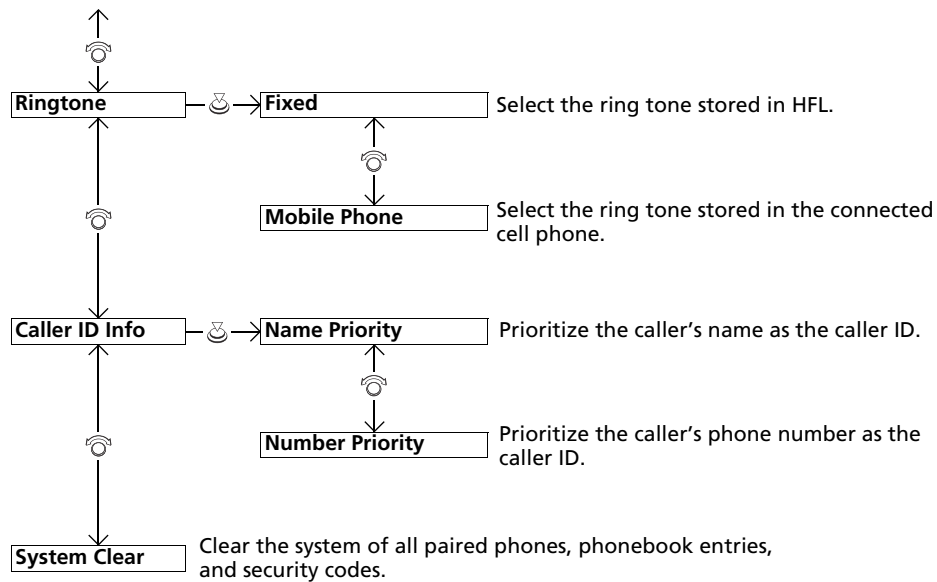 Ringtone
Fixed
Select the ring tone stored in HFL.
Mobile Phone
Select the ring tone stored in the connected
cell phone.
Caller ID Info
Name Priority
Prioritize the caller's name as the caller ID.
Number Priority
Prioritize the caller's phone number as the
caller ID.
System Clear
Clear the system of all paired phones, phonebook entries,
and security codes.